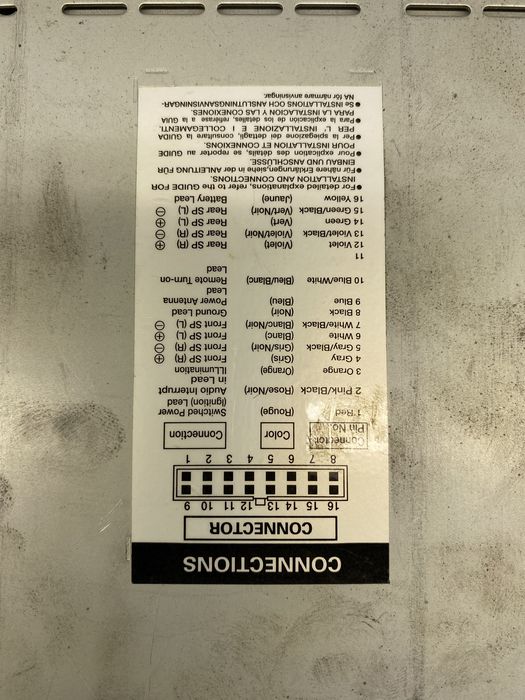 CONNECTIONS
CONNECTOR
16 15 14 13 12 11 10 9
8 7 6 5 4 3 2 1
Connector Pin No. Color Connection
1 Red (Rouge) Switched Power
(Ignition) Lead
2 Pink/Black (Rose/Noir) Audio Interrupt
in Lead
3 Orange (Orange) ILLumination
4 Gray (Gris) Front SP (R) ⊕
5 Gray/Black (Gris/Noir) Front SP (R) ⊖
6 White (Blanc) Front SP (L) ⊕
7 White/Black (Blanc/Noir) Front SP (L) ⊖
8 Black (Noir) Ground Lead
9 Blue (Bleu) Power Antenna
Lead
10 Blue/White (Bleu/Blanc) Remote Turn-on
Lead
11
12 Violet (Violet) Rear SP (R) ⊕
13 Violet/Black (Violet/Noir) Rear SP (R) ⊖
14 Green (Vert) Rear SP (L) ⊕
15 Green/Black (Vert/Noir) Rear SP (L) ⊖
16 Yellow (Jaune) Battery Lead
●For detailed explanations, refer to the GUIDE FOR
INSTALLATION AND CONNECTIONS.
●Für nähere Erklärungen,siehe in der ANLEITUNG FÜR
EINBAU UND ANSCHLÜSSE.
●Pour explication des détails, se reporter au GUIDE
POUR INSTALLATION ET CONNEXIONS.
●Per la spiegazione dei dettagli, consultare la GUIDA
PER L' INSTALLAZIONE E I COLLEGAMENTI.
●Para la explicación de los detalles, refiérase a la GUIA
PARA LA INSTALACION Y LAS CONEXIONES.
●Se INSTALLATIONS OCH ANSLUTNINGSANVISNINGAR-
NA för närmare anvisningar.